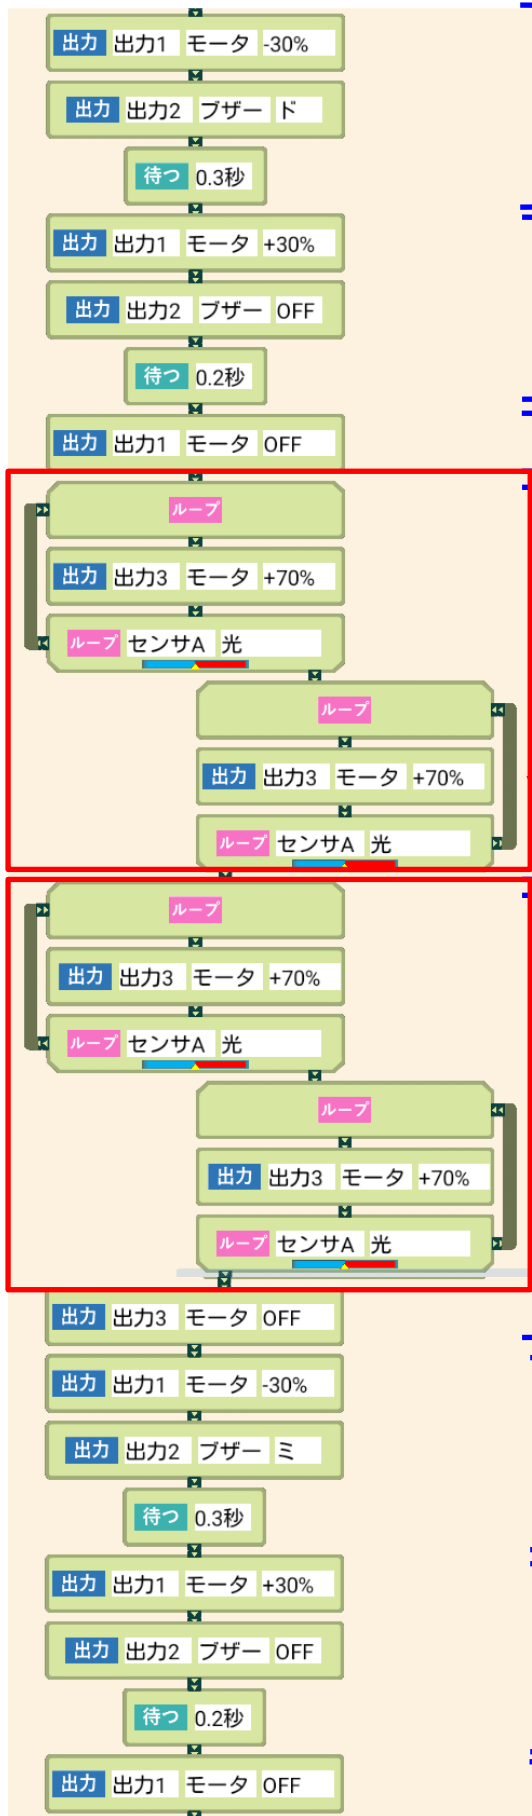 出力 出力1 モータ -30%
出力 出力2 ブザー ド
待つ 0.3秒
出力 出力1 モータ +30%
出力 出力2 ブザー OFF
待つ 0.2秒
出力 出力1 モータ OFF
ループ
出力 出力3 モータ +70%
ループ センサA 光
ループ
出力 出力3 モータ +70%
ループ センサA 光
ループ
出力 出力3 モータ +70%
ループ センサA 光
ループ
出力 出力3 モータ +70%
ループ センサA 光
出力 出力3 モータ OFF
出力 出力1 モータ -30%
出力 出力2 ブザー ミ
待つ 0.3秒
出力 出力1 モータ +30%
出力 出力2 ブザー OFF
待つ 0.2秒
出力 出力1 モータ OFF